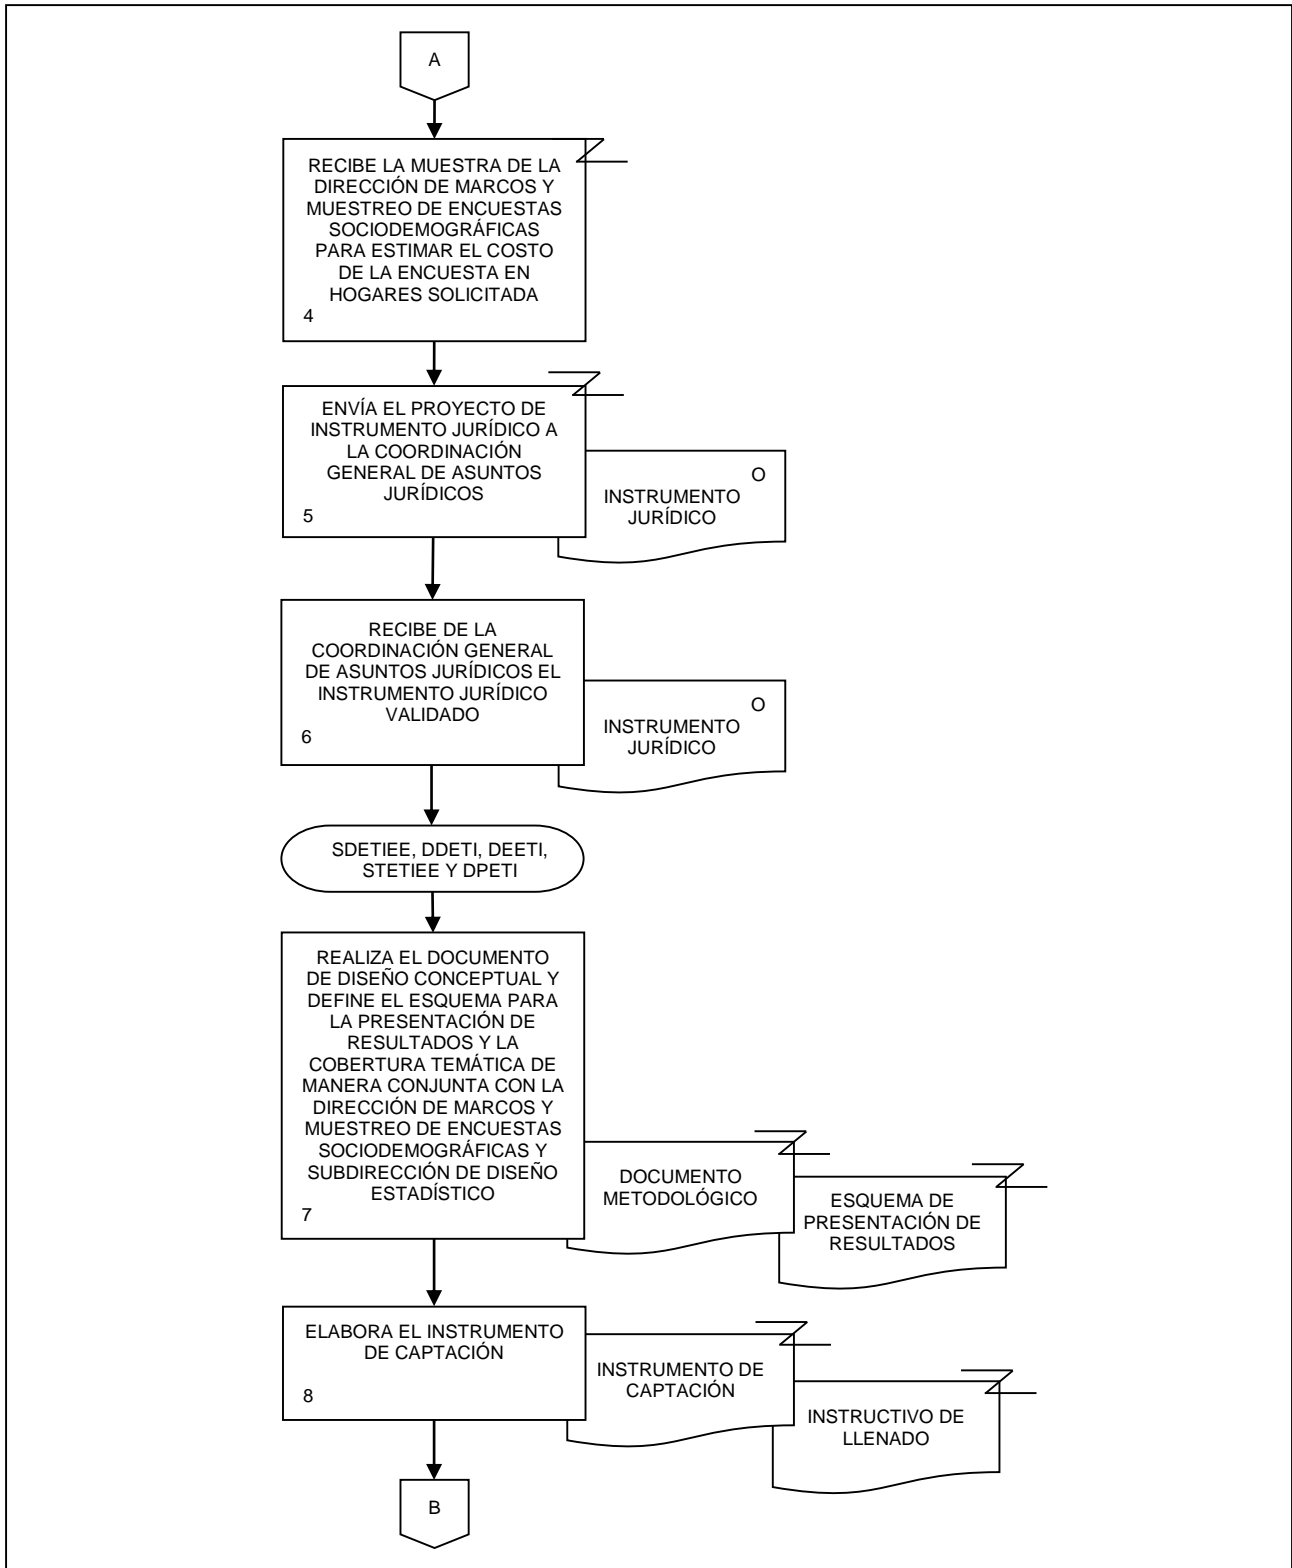 A
RECIBE LA MUESTRA DE LA
DIRECCIÓN DE MARCOS Y
MUESTREO DE ENCUESTAS
SOCIODEMOGRÁFICAS
PARA ESTIMAR EL COSTO
DE LA ENCUESTA EN
HOGARES SOLICITADA
4
ENVÍA EL PROYECTO DE
INSTRUMENTO JURÍDICO A
LA COORDINACIÓN
GENERAL DE ASUNTOS
JURÍDICOS
5
O
INSTRUMENTO
JURÍDICO
RECIBE DE LA
COORDINACIÓN GENERAL
DE ASUNTOS JURÍDICOS EL
INSTRUMENTO JURÍDICO
VALIDADO
6
O
INSTRUMENTO
JURÍDICO
SDETIEE, DDETI, DEETI,
STETIEE Y DPETI
REALIZA EL DOCUMENTO
DE DISEÑO CONCEPTUAL Y
DEFINE EL ESQUEMA PARA
LA PRESENTACIÓN DE
RESULTADOS Y LA
COBERTURA TEMÁTICA DE
MANERA CONJUNTA CON LA
DIRECCIÓN DE MARCOS Y
MUESTREO DE ENCUESTAS
SOCIODEMOGRÁFICAS Y
SUBDIRECCIÓN DE DISEÑO
ESTADÍSTICO
7
DOCUMENTO
METODOLÓGICO
ESQUEMA DE
PRESENTACIÓN DE
RESULTADOS
ELABORA EL INSTRUMENTO
DE CAPTACIÓN
8
INSTRUMENTO DE
CAPTACIÓN
INSTRUCTIVO DE
LLENADO
B